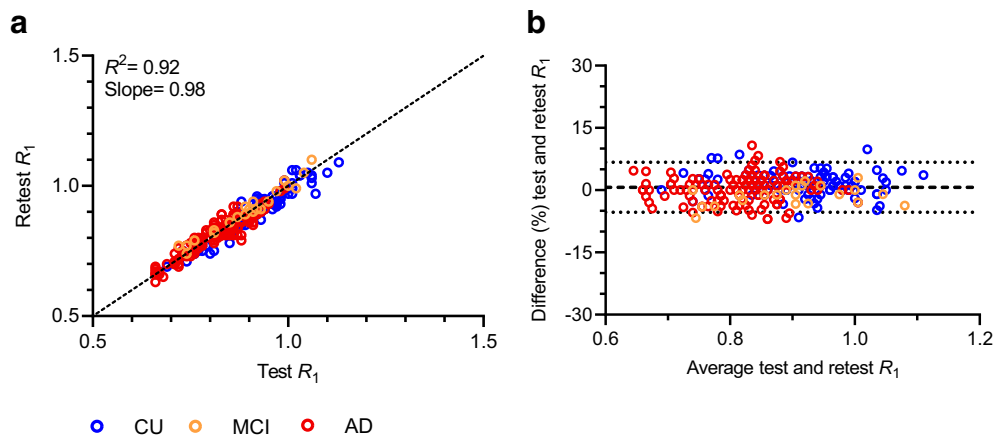 a
R²= 0.92
Slope= 0.98
1.5
1.0
0.5
Retest R₁
0.5
1.0
1.5
Test R₁
b
30
15
0
-15
-30
Difference (%) test and retest R₁
0.6
0.8
1.0
1.2
Average test and retest R₁
CU MCI AD